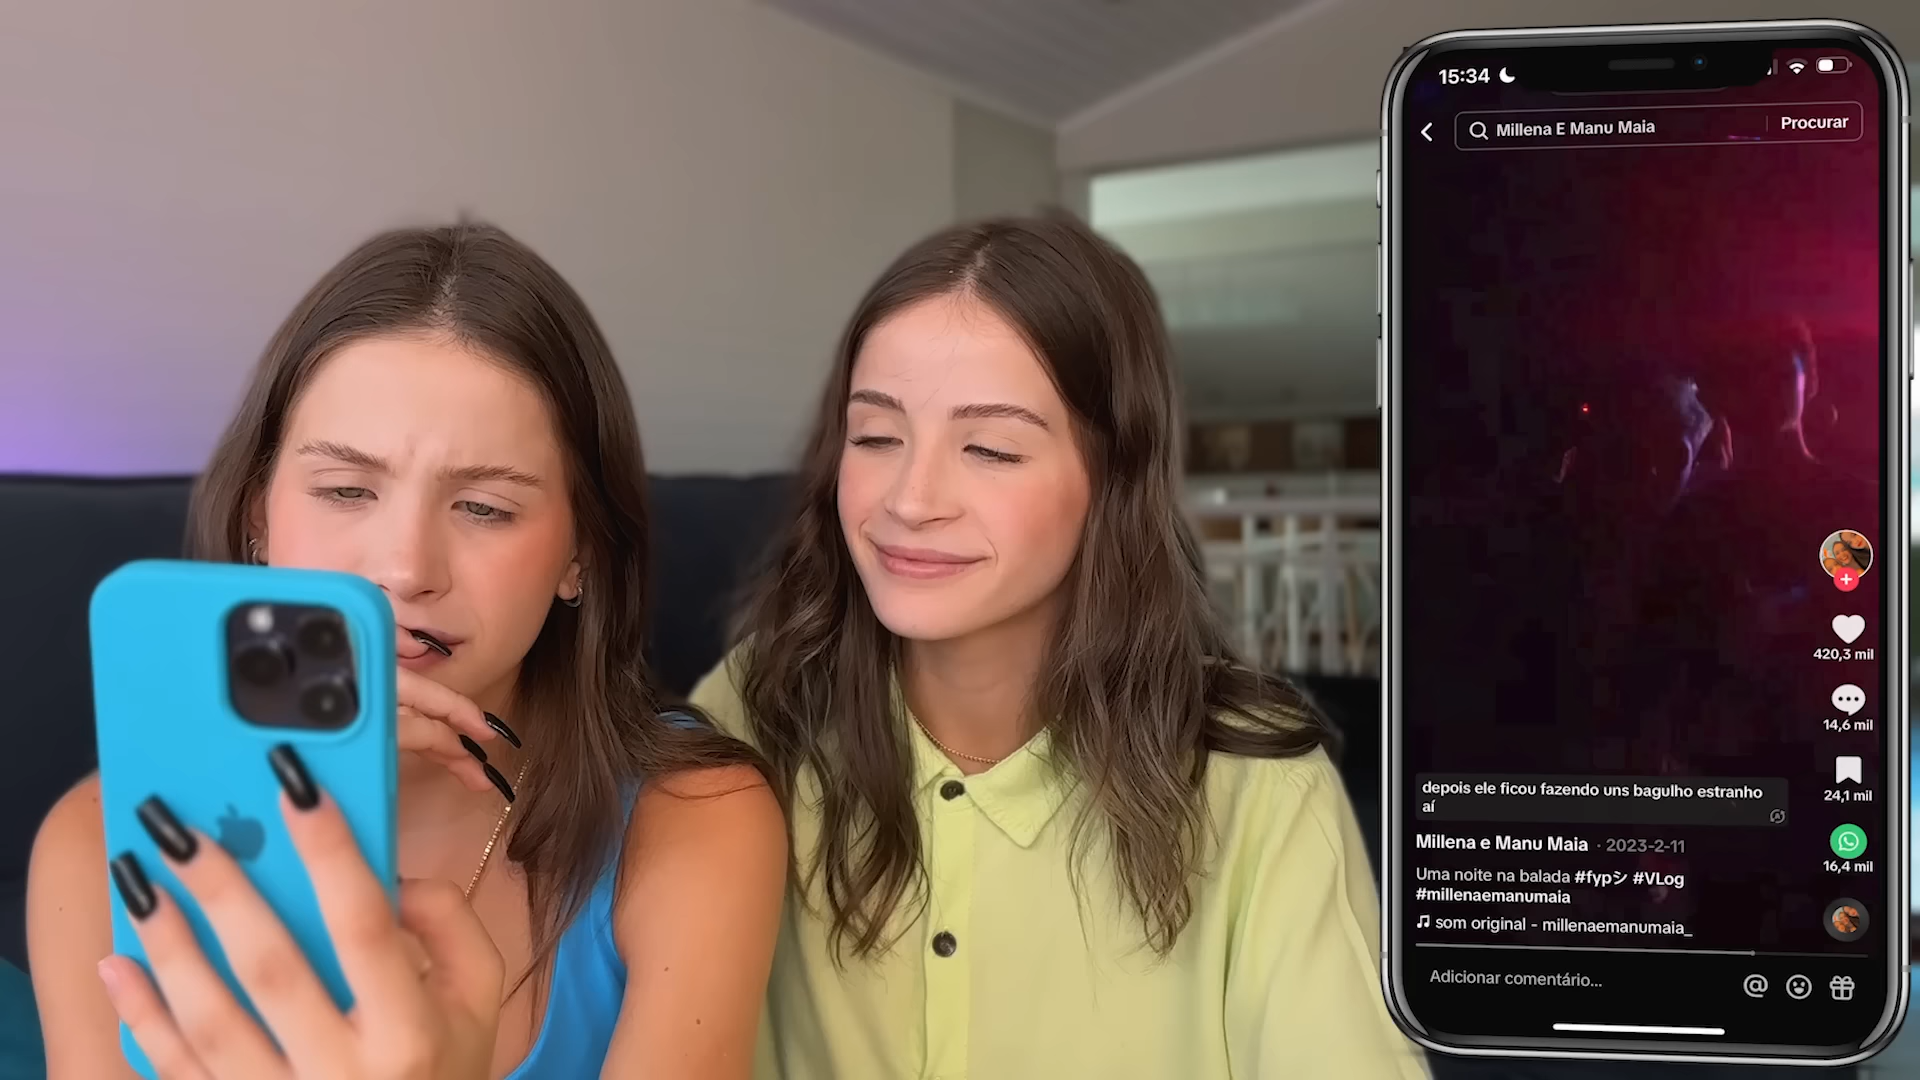 15:34
Millena E Manu Maia
Procurar
420,3 mil
14,6 mil
24,1 mil
16,4 mil
depois ele ficou fazendo uns bagulho estranho
aí
Millena e Manu Maia · 2023-2-11
Uma noite na balada #fypシ #VLog
#millenaemanumaia
som original - millenaemanumaia_
Adicionar comentário...